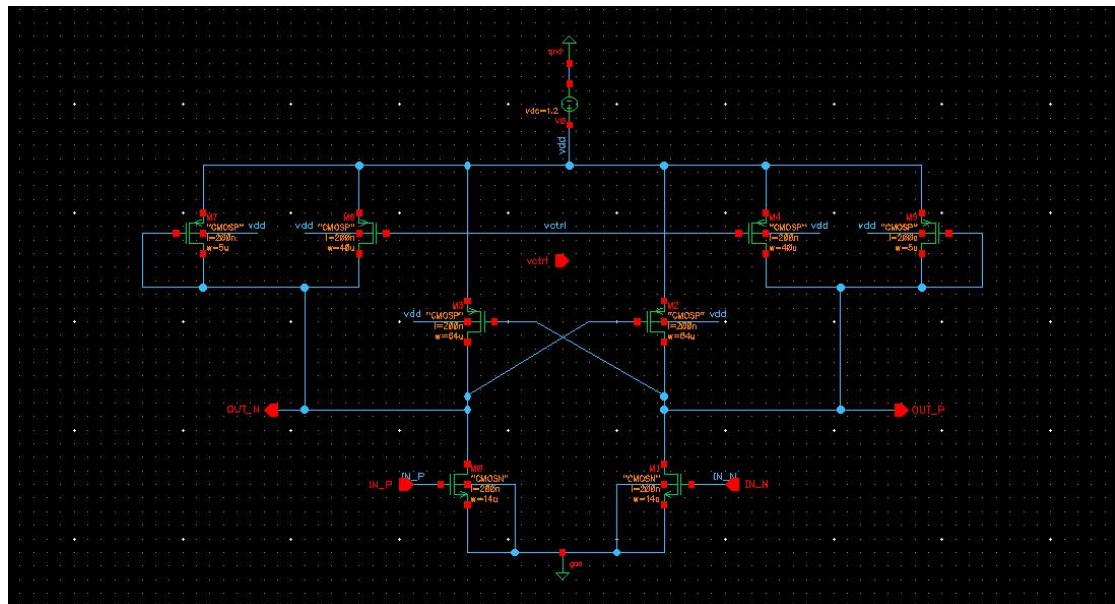 gnd
vdc=1.2
V0
vdd
M7
"CMOSP"
l=200n
w=5u
vdd
vdd
M6
"CMOSP"
l=200n
w=40u
vctrl
vctrl
M4
"CMOSP"
l=200n
w=40u
vdd
vdd
M5
"CMOSP"
l=200n
w=5u
vdd
M3
"CMOSP"
l=200n
w=64u
M2
"CMOSP"
l=200n
w=64u
vdd
OUT_N
OUT_P
IN_P
IN_P
M0
"CMOSN"
l=200n
w=14u
M1
"CMOSN"
l=200n
w=14u
IN_N
IN_N
gnd